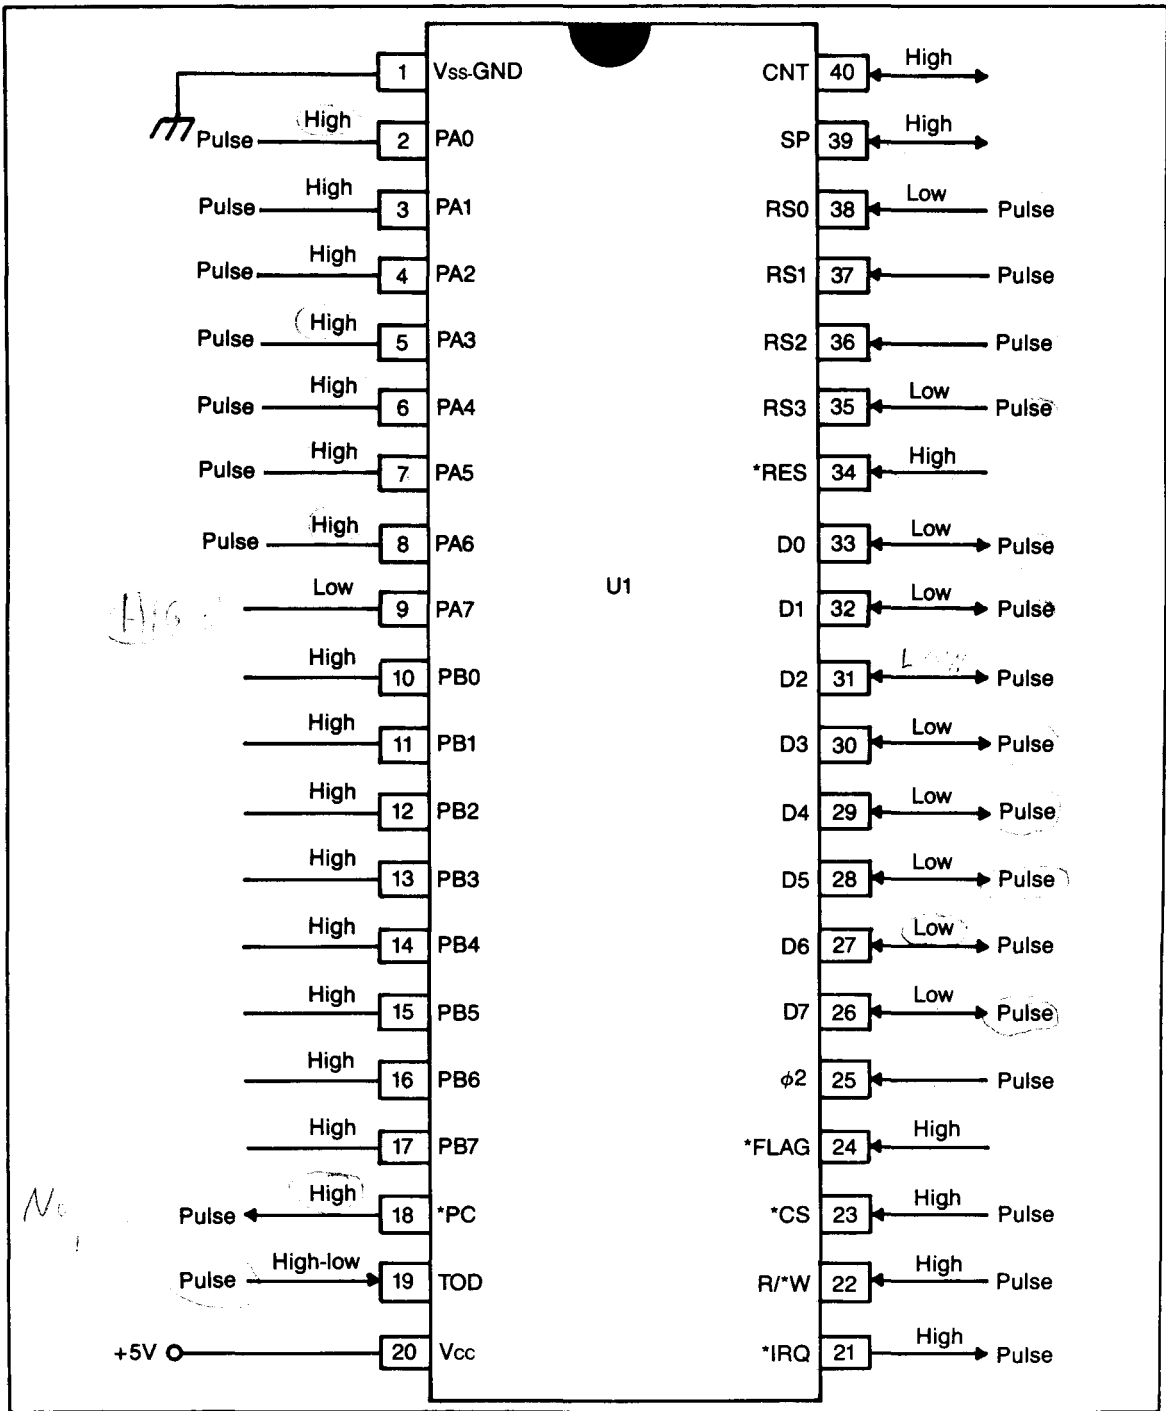 1 Vss-GND CNT 40 High
High
Pulse 2 PA0 SP 39 High
High
Pulse 3 PA1 RS0 38 Low Pulse
High
Pulse 4 PA2 RS1 37 Pulse
High
Pulse 5 PA3 RS2 36 Pulse
High
Pulse 6 PA4 RS3 35 Low Pulse
High
Pulse 7 PA5 *RES 34 High
High
Pulse 8 PA6 D0 33 Low Pulse
U1
Low
9 PA7 D1 32 Low Pulse
High
10 PB0 D2 31 Low Pulse
High
11 PB1 D3 30 Low Pulse
High
12 PB2 D4 29 Low Pulse
High
13 PB3 D5 28 Low Pulse
High
14 PB4 D6 27 Low Pulse
High
15 PB5 D7 26 Low Pulse
High
16 PB6 ϕ2 25 Pulse
High
17 PB7 *FLAG 24 High
High
Pulse 18 *PC *CS 23 High Pulse
High-low
Pulse 19 TOD R/*W 22 High Pulse
+5V 20 Vcc *IRQ 21 High Pulse